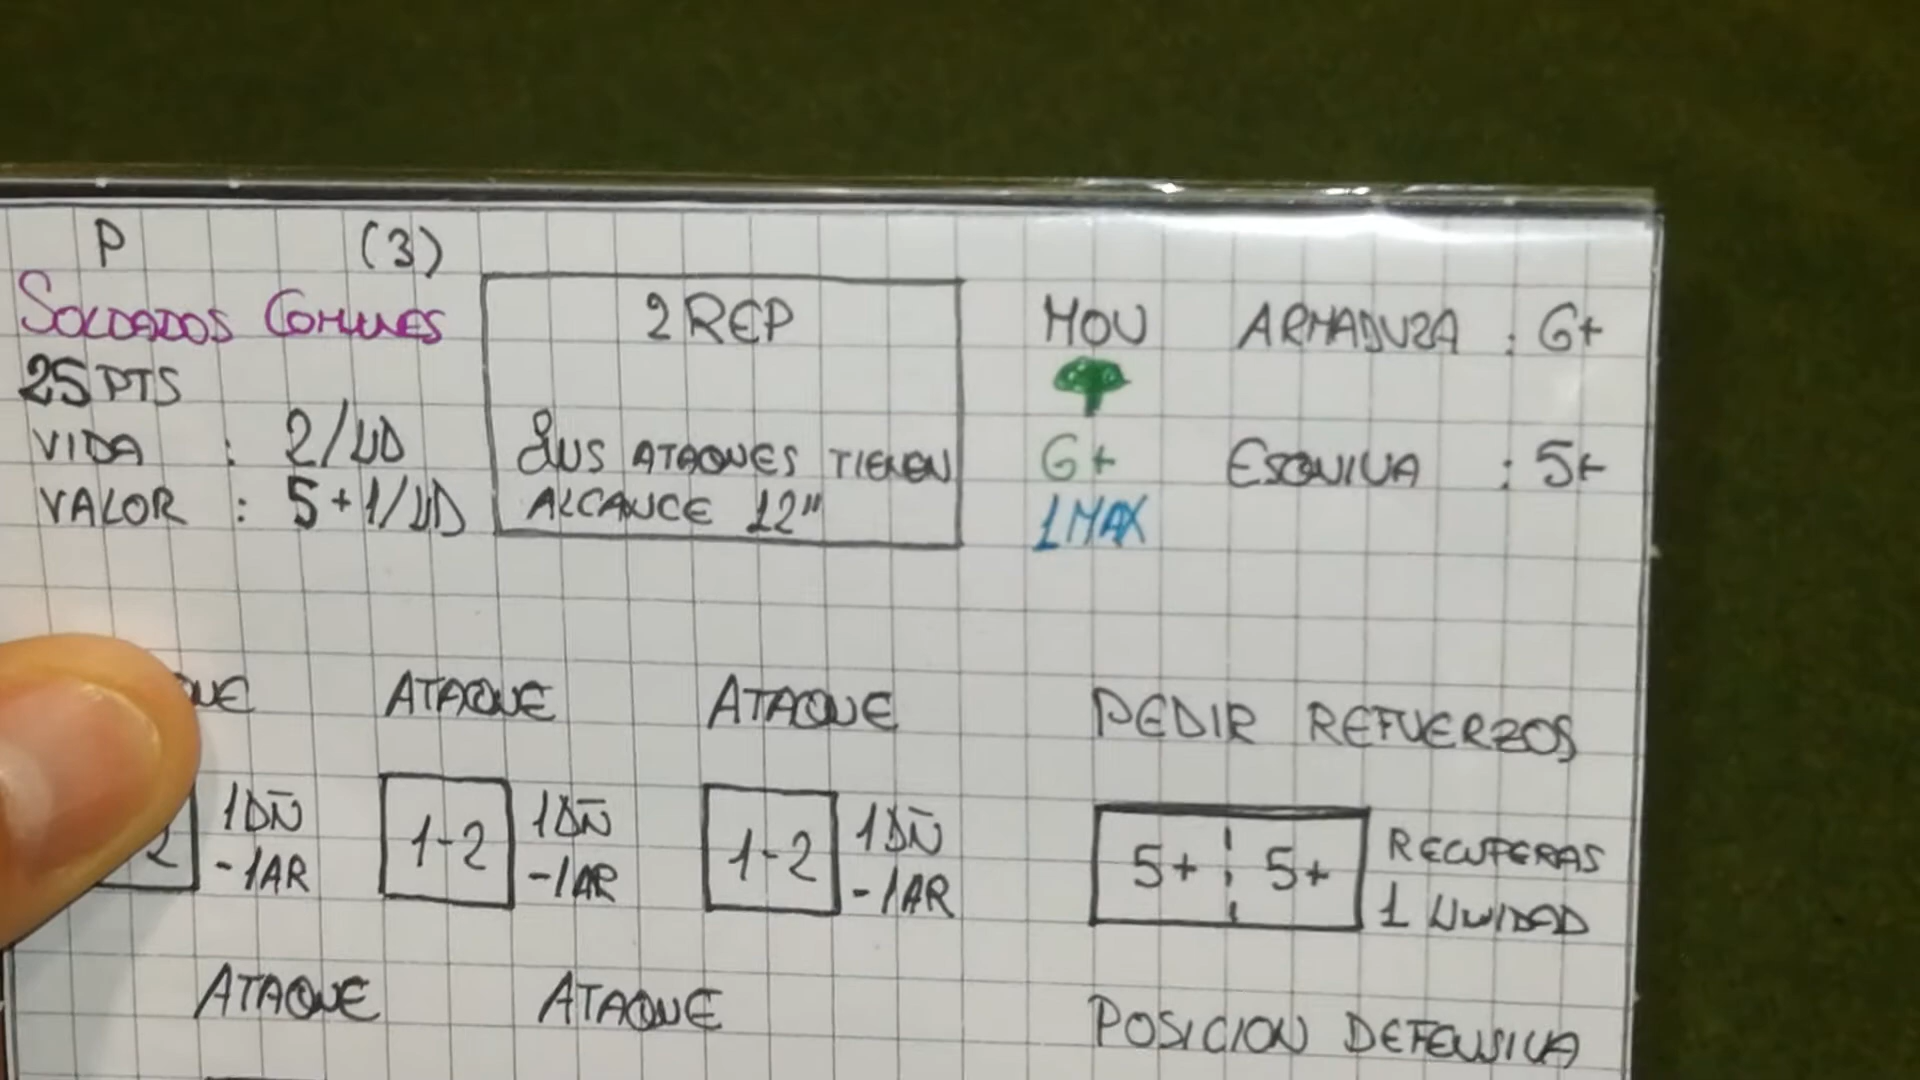 P (3)
SOLDADOS COMUNES
25 PTS
VIDA : 2/UD
VALOR : 5+1/UD
2 REP
SUS ATAQUES TIENEN
ALCANCE 12"
MOV
6+
1 MAX
ARMADURA : 6+
ESQUIVA : 5+
ATAQUE ATAQUE PEDIR REFUERZOS
1DÑ
-1AR
1-2 1DÑ
-1AR
1-2 1DÑ
-1AR
5+ ¦ 5+ RECUPERAS
1 UNIDAD
ATAQUE ATAQUE POSICION DEFENSIVA